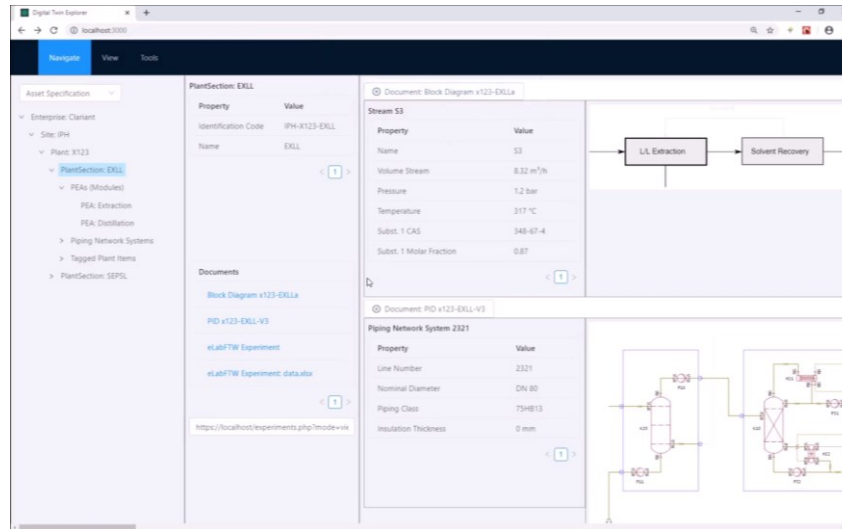 Digital Twin Explorer
localhost:3000
Navigate View Tools
Asset Specification
Enterprise: Clariant
Site: IPH
Plant: X123
PlantSection: EXLL
PEAs (Modules)
PEA: Extraction
PEA: Distillation
Piping Network Systems
Tagged Plant Items
PlantSection: SEPSL
PlantSection: EXLL
Property Value
Identification Code IPH-X123-EXLL
Name EXLL
< 1 >
Documents
Block Diagram x123-EXLLa
PID x123-EXLL-V3
eLabFTW Experiment
eLabFTW Experiment: data.xlsx
< 1 >
https://localhost/experiments.php?mode=vie
Document: Block Diagram x123-EXLLa
Stream S3
Property Value
Name S3
Volume Stream 8.32 m³/h
Pressure 1.2 bar
Temperature 317 °C
Subst. 1 CAS 348-67-4
Subst. 1 Molar Fraction 0.87
< 1 >
L/L Extraction
Solvent Recovery
Document: PID x123-EXLL-V3
Piping Network System 2321
Property Value
Line Number 2321
Nominal Diameter DN 80
Piping Class 75HB13
Insulation Thickness 0 mm
< 1 >